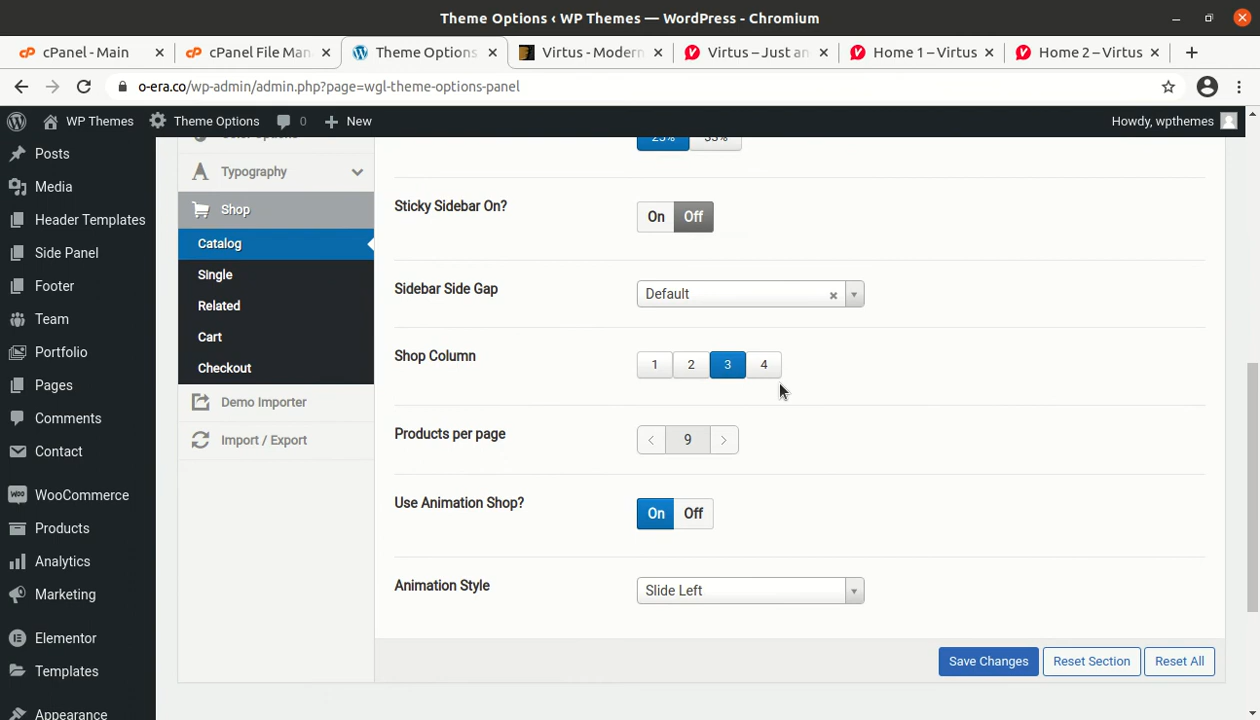 Theme Options ‹ WP Themes — WordPress - Chromium
cPanel - Main
cPanel File Man
Theme Options
Virtus - Modern
Virtus – Just an
Home 1 – Virtus
Home 2 – Virtus
o-era.co/wp-admin/admin.php?page=wgl-theme-options-panel
WP Themes
Theme Options
0
New
Howdy, wpthemes
Posts
Media
Header Templates
Side Panel
Footer
Team
Portfolio
Pages
Comments
Contact
WooCommerce
Products
Analytics
Marketing
Elementor
Templates
Appearance
Color Options
Typography
Shop
Catalog
Single
Related
Cart
Checkout
Demo Importer
Import / Export
25% 33%
Sticky Sidebar On?
On Off
Sidebar Side Gap
Default
Shop Column
1 2 3 4
Products per page
9
Use Animation Shop?
On Off
Animation Style
Slide Left
Save Changes
Reset Section
Reset All